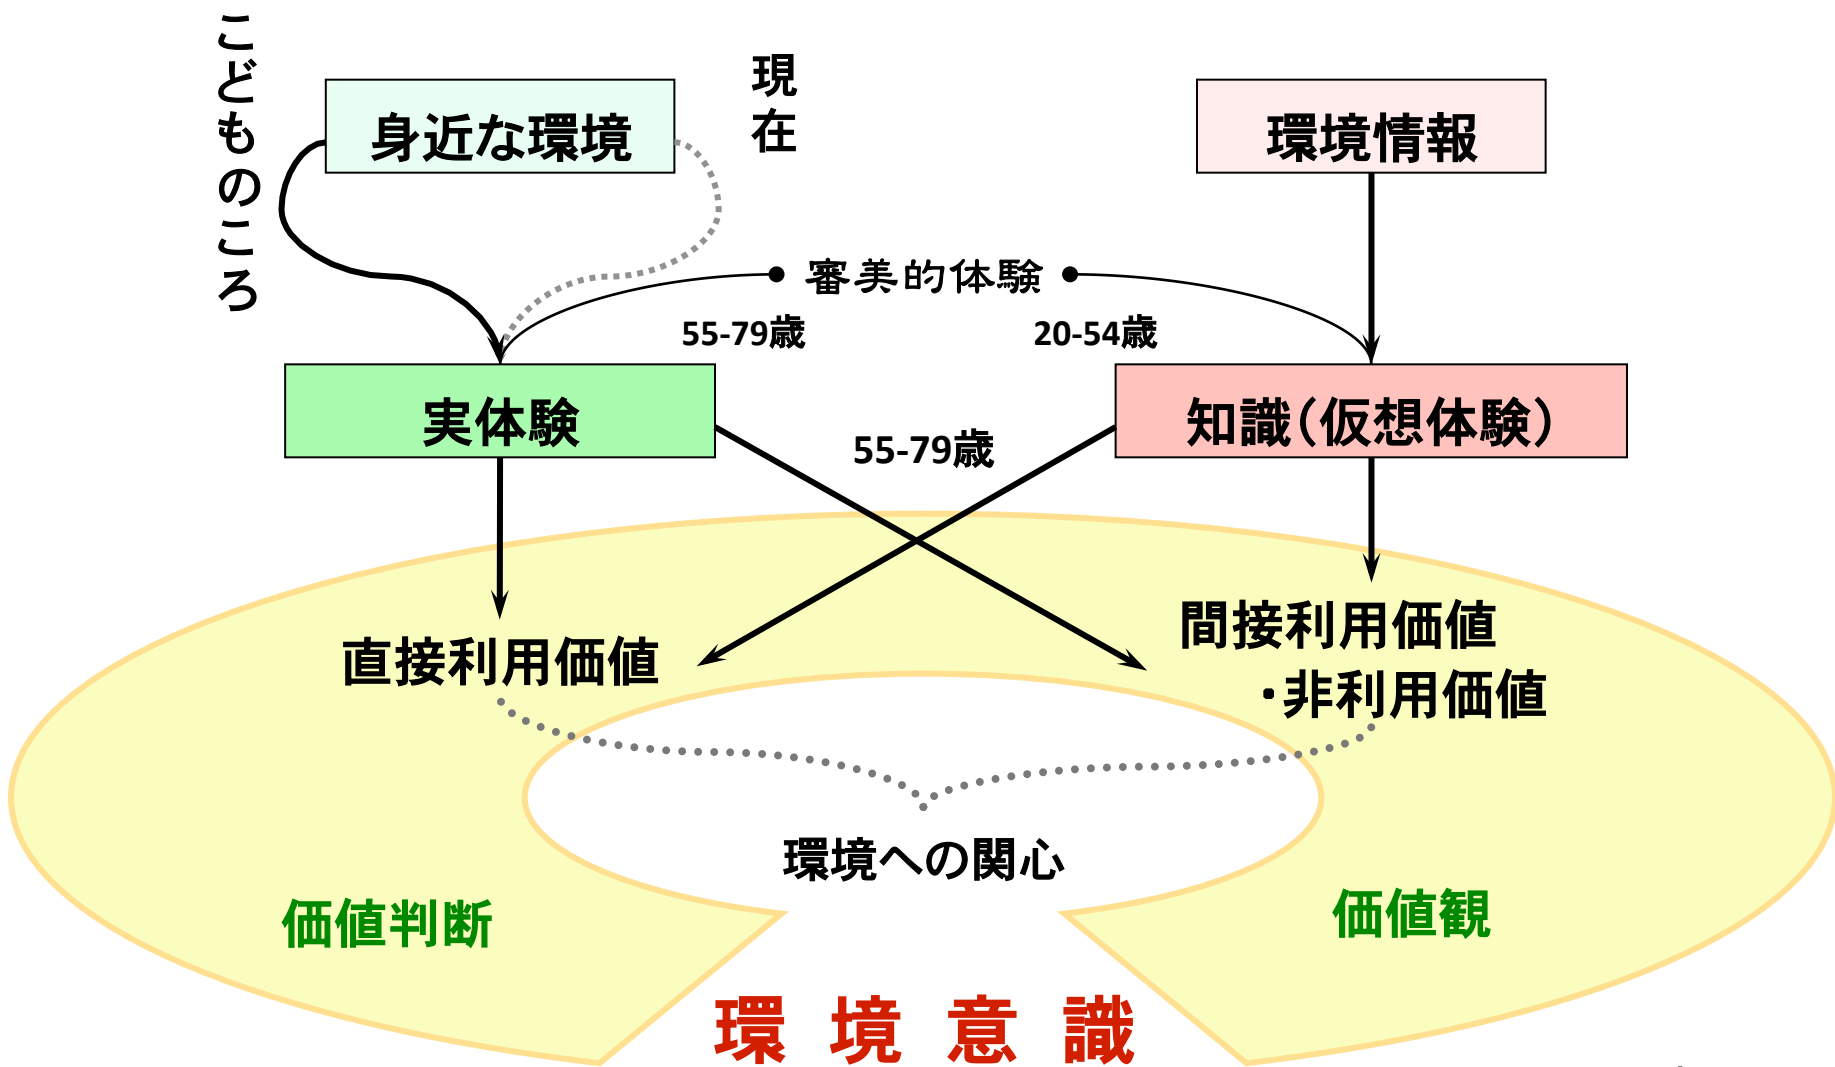 こどものころ
現在
身近な環境
環境情報
審美的体験
55-79歳
20-54歳
実体験
知識（仮想体験）
55-79歳
直接利用価値
間接利用価値
・非利用価値
環境への関心
価値判断
価値観
環境意識